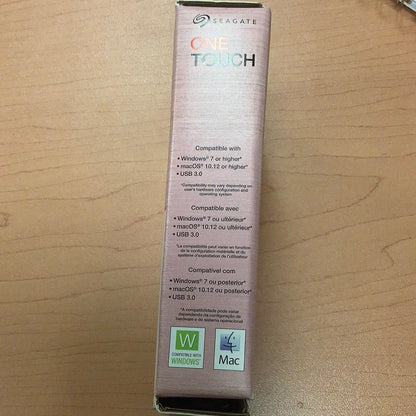 SEAGATE
ONE
TOUCH
Compatible with
• Windows® 7 or higher*
• macOS® 10.12 or higher*
• USB 3.0
*Compatibility may vary depending on
user's hardware configuration and
operating system
Compatible avec
• Windows® 7 ou ultérieur*
• macOS® 10.12 ou ultérieur*
• USB 3.0
*La compatibilité peut varier en fonction
de la configuration matérielle et du
système d'exploitation de l'utilisateur
Compatível com
• Windows® 7 ou posterior*
• macOS® 10.12 ou posterior*
• USB 3.0
*A compatibilidade pode variar
dependendo da configuração de
hardware e do sistema operacional
W
COMPATIBLE WITH
WINDOWS®
Mac